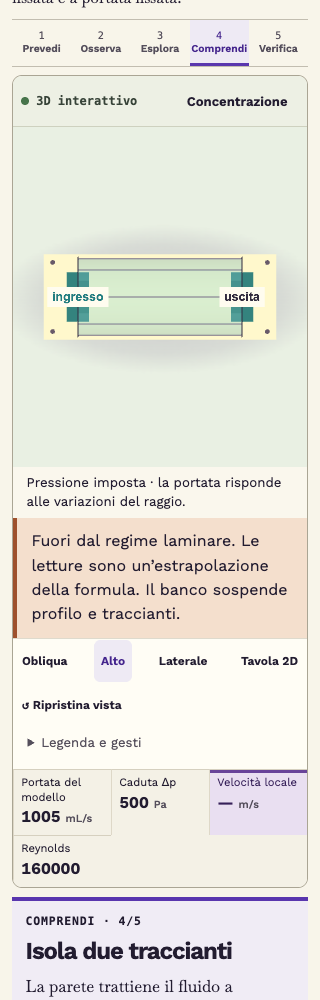 1 2 3 4 5
Prevedi Osserva Esplora Comprendi Verifica
3D interattivo Concentrazione
ingresso uscita
Pressione imposta · la portata risponde
alle variazioni del raggio.
Fuori dal regime laminare. Le
letture sono un’estrapolazione
della formula. Il banco sospende
profilo e traccianti.
Obliqua Alto Laterale Tavola 2D
↺ Ripristina vista
▶ Legenda e gesti
Portata del
modello
1005 mL/s
Caduta Δp
500 Pa
Velocità locale
— m/s
Reynolds
160000
COMPRENDI · 4/5
Isola due traccianti
La parete trattiene il fluido a